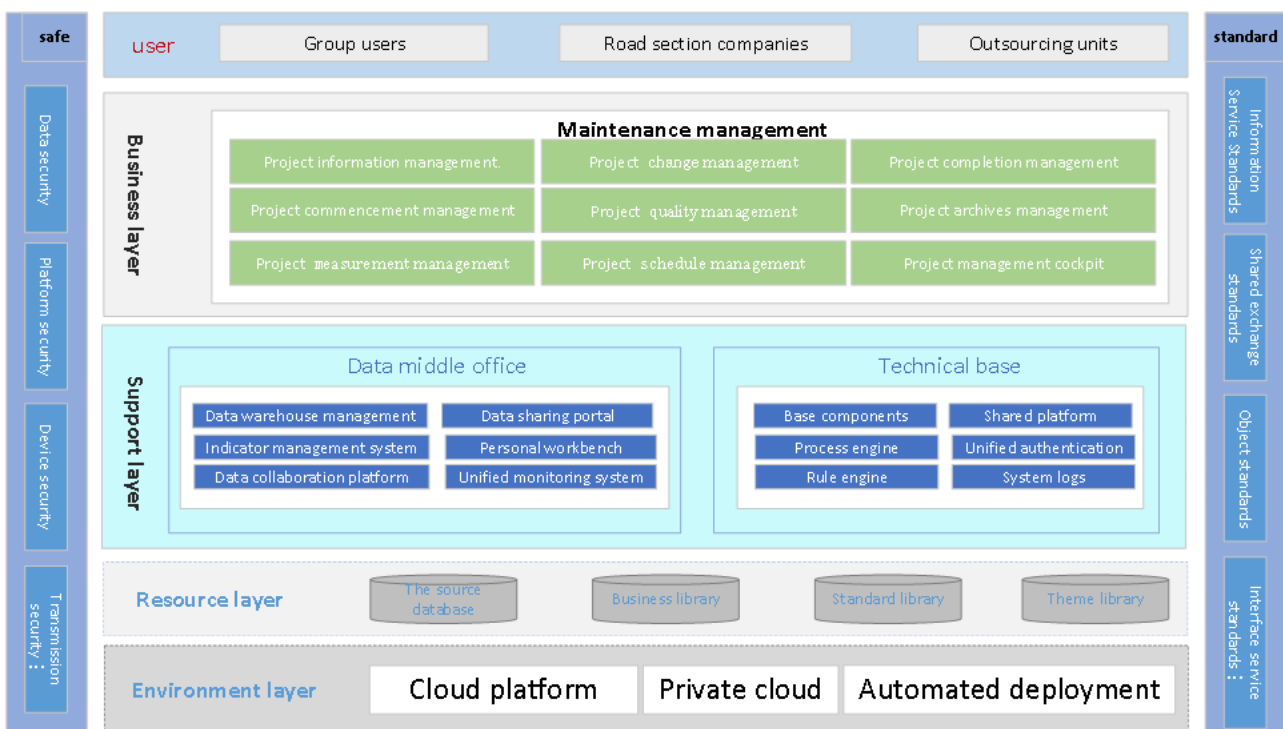 safe
Data security
Platform security
Device security
Transmission
security：
user
Group users
Road section companies
Outsourcing units
Business layer
Maintenance management
Project information management.
Project change management
Project completion management
Project commencement management
Project quality management
Project archives management
Project measurement management
Project schedule management
Project management cockpit
Support layer
Data middle office
Data warehouse management
Data sharing portal
Indicator management system
Personal workbench
Data collaboration platform
Unified monitoring system
Technical base
Base components
Shared platform
Process engine
Unified authentication
Rule engine
System logs
Resource layer
The source
database
Business library
Standard library
Theme library
Environment layer
Cloud platform
Private cloud
Automated deployment
standard
Information
Service Standards
Shared exchange
standards
Object standards
Interface service
standards：